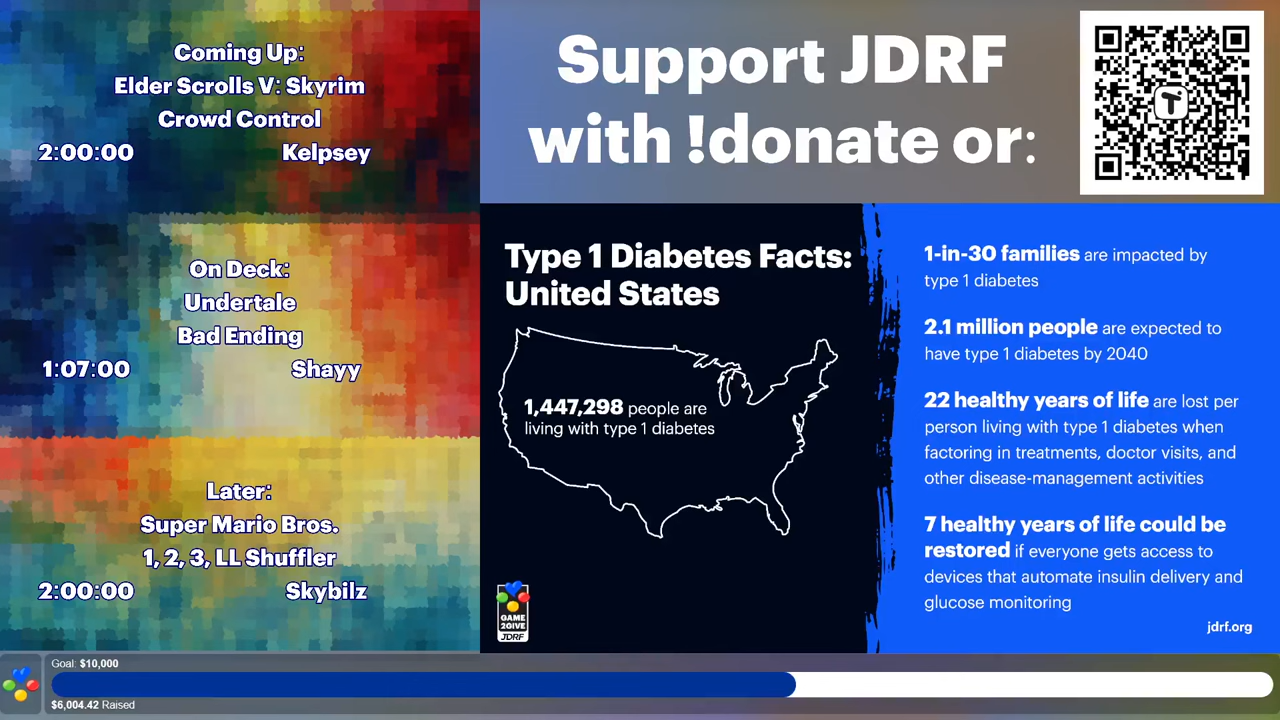 Coming Up:
Elder Scrolls V: Skyrim
Crowd Control
2:00:00 Kelpsey
On Deck:
Undertale
Bad Ending
1:07:00 Shayy
Later:
Super Mario Bros.
1, 2, 3, LL Shuffler
2:00:00 Skybilz
Support JDRF
with !donate or:
T
Type 1 Diabetes Facts:
United States
1,447,298 people are
living with type 1 diabetes
GAME
2GIVE
JDRF
1-in-30 families are impacted by
type 1 diabetes
2.1 million people are expected to
have type 1 diabetes by 2040
22 healthy years of life are lost per
person living with type 1 diabetes when
factoring in treatments, doctor visits, and
other disease-management activities
7 healthy years of life could be
restored if everyone gets access to
devices that automate insulin delivery and
glucose monitoring
jdrf.org
Goal: $10,000
$6,004.42 Raised